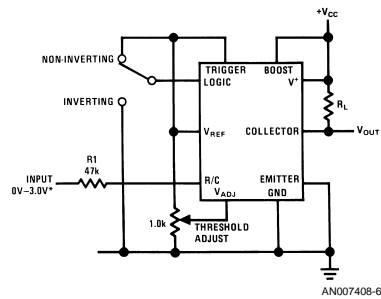 +VCC
NON-INVERTING
TRIGGER
BOOST
LOGIC
V+
INVERTING
RL
VREF
COLLECTOR
VOUT
R1
47k
INPUT
0V–3.0V*
R/C
EMITTER
VADJ
GND
1.0k
THRESHOLD
ADJUST
AN007408-6